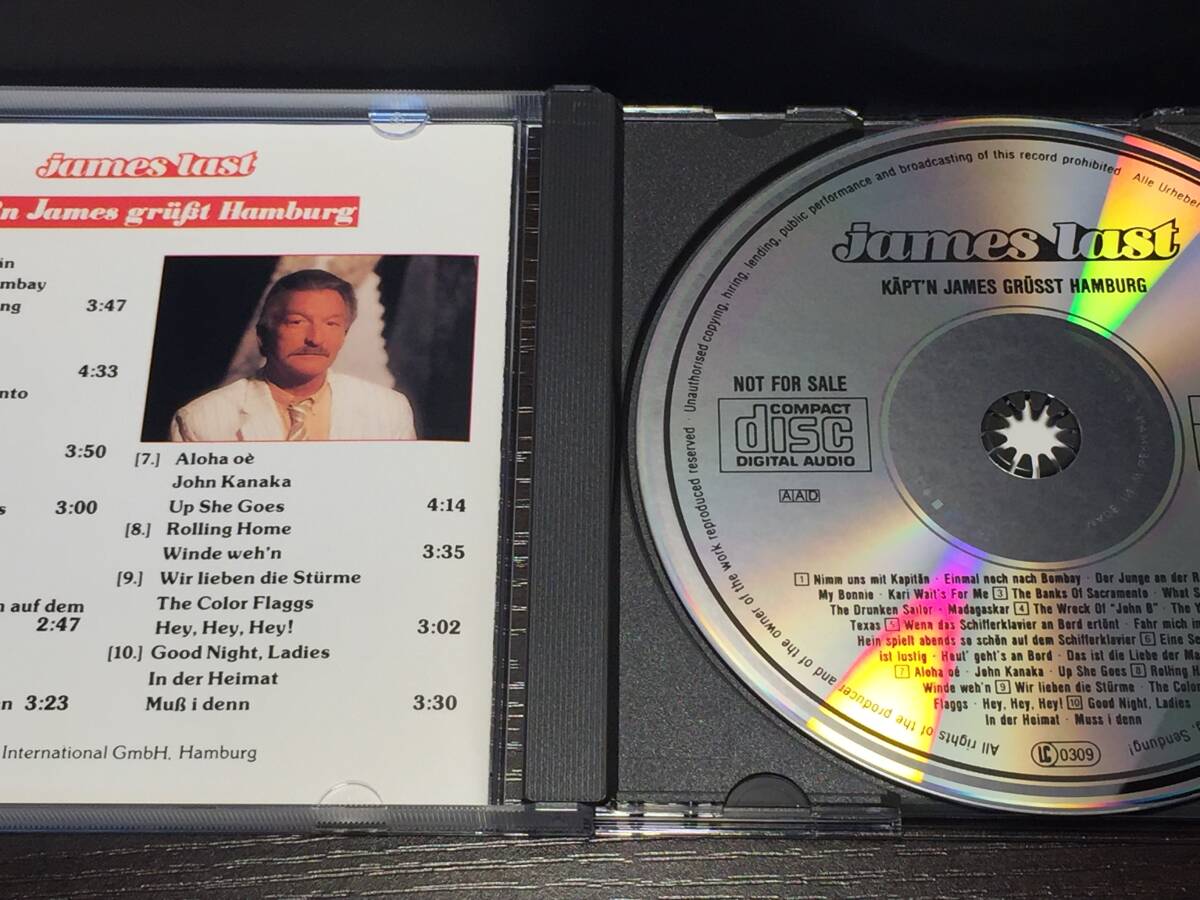 james last
'n James grüßt Hamburg
än
mbay
ng 3:47
4:33
nto
3:50
s 3:00
n auf dem
2:47
n 3:23
[7.] Aloha oè
John Kanaka
Up She Goes 4:14
[8.] Rolling Home
Winde weh'n 3:35
[9.] Wir lieben die Stürme
The Color Flaggs
Hey, Hey, Hey! 3:02
[10.] Good Night, Ladies
In der Heimat
Muß i denn 3:30
International GmbH, Hamburg
All rights of the producer and of the owner of the work reproduced reserved · Unauthorised copying, hiring, lending, public performance and broadcasting of this record prohibited Alle Urheber
Sendung!
james last
KÄPT'N JAMES GRÜSST HAMBURG
NOT FOR SALE
COMPACT
disc
DIGITAL AUDIO
AAD
1 Nimm uns mit Kapitän · Einmal noch nach Bombay · Der Junge an der R
My Bonnie · Kari Wait's For Me 3 The Banks Of Sacramento · What S
The Drunken Sailor · Madagaskar 4 The Wreck Of "John B" · The
Texas 5 Wenn das Schifferklavier an Bord ertönt · Fahr mich in
Hein spielt abends so schön auf dem Schifferklavier 6 Eine Se
ist lustig · Heut' geht's an Bord · Das ist die Liebe der Ma
7 Aloha oé · John Kanaka · Up She Goes 8 Rolling H
Winde weh'n 9 Wir lieben die Stürme · The Colo
Flaggs · Hey, Hey, Hey! 10 Good Night, Ladies
In der Heimat · Muss i denn
LC 0309